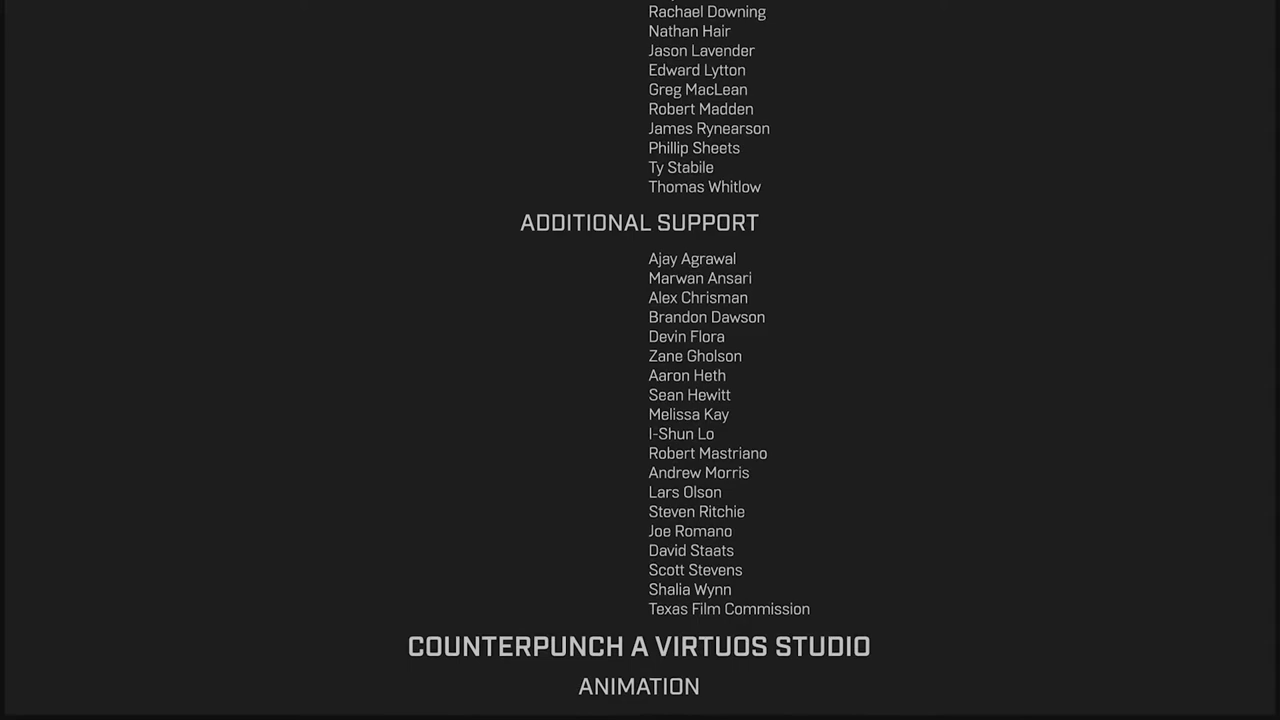 Rachael Downing
Nathan Hair
Jason Lavender
Edward Lytton
Greg MacLean
Robert Madden
James Rynearson
Phillip Sheets
Ty Stabile
Thomas Whitlow
ADDITIONAL SUPPORT
Ajay Agrawal
Marwan Ansari
Alex Chrisman
Brandon Dawson
Devin Flora
Zane Gholson
Aaron Heth
Sean Hewitt
Melissa Kay
I-Shun Lo
Robert Mastriano
Andrew Morris
Lars Olson
Steven Ritchie
Joe Romano
David Staats
Scott Stevens
Shalia Wynn
Texas Film Commission
COUNTERPUNCH A VIRTUOS STUDIO
ANIMATION